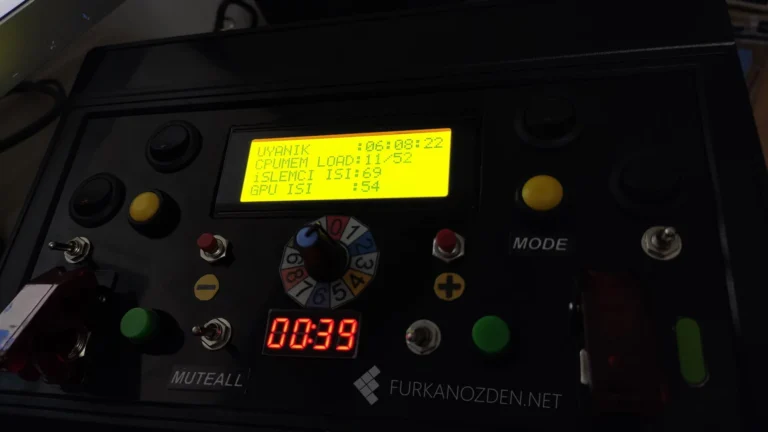 UYANIK :06:08:22
CPUMEM LOAD:11/52
iSLEMCI ISI:69
GPU ISI :54
MODE
0 1 2 3 4 5 6 7 8 9
00:39
MUTEALL
FURKANOZDEN.NET